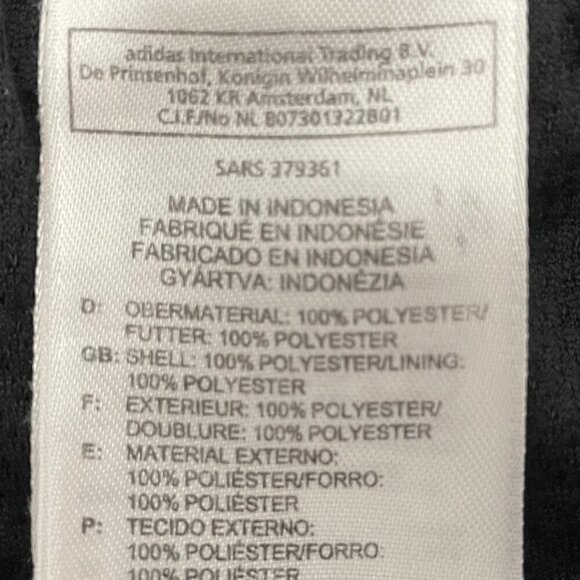 adidas International Trading B.V.
De Prinsenhof, Konigin Wilhelminaplein 30
1062 KR Amsterdam, NL
C.I.F/No NL 807301322B01
SARS 379361
MADE IN INDONESIA
FABRIQUÉ EN INDONÉSIE
FABRICADO EN INDONESIA
GYÁRTVA: INDONÉZIA
D: OBERMATERIAL: 100% POLYESTER/
FUTTER: 100% POLYESTER
GB: SHELL: 100% POLYESTER/LINING:
100% POLYESTER
F: EXTERIEUR: 100% POLYESTER/
DOUBLURE: 100% POLYESTER
E: MATERIAL EXTERNO:
100% POLIÉSTER/FORRO:
100% POLIÉSTER
P: TECIDO EXTERNO:
100% POLIÉSTER/FORRO:
100% POLIÉSTER